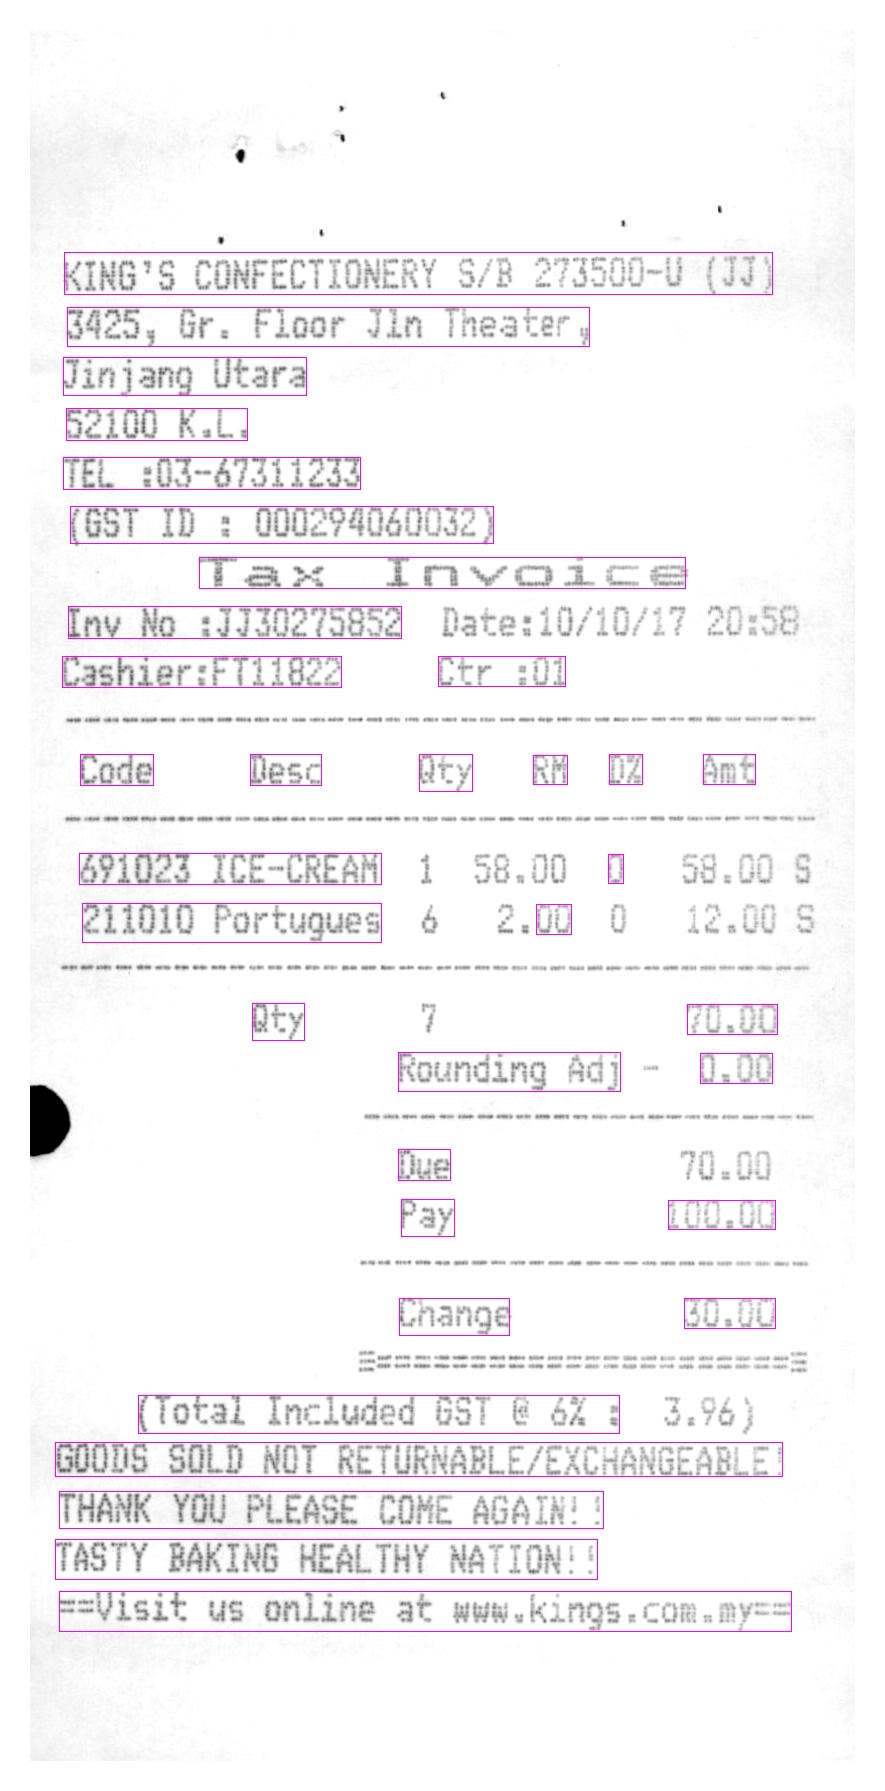 KING'S CONFECTIONERY S/B 273500-U (JJ)
3425, Gr. Floor Jin Theater,
Jinjang Utara
52100 K.L.
TEL :03-67311233
(GST ID : 000294060032)
Tax Invoice
Inv No :JJ30275852 Date:10/10/17 20:58
Cashier:FT11822 Ctr :01
Code Desc Qty RM D% Amt
691023 ICE-CREAM 1 58.00 0 58.00 S
211010 Portugues 6 2.00 0 12.00 S
Qty 7 70.00
Rounding Adj - 0.00
Due 70.00
Pay 100.00
Change 30.00
(Total Included GST @ 6% : 3.96)
GOODS SOLD NOT RETURNABLE/EXCHANGEABLE!
THANK YOU PLEASE COME AGAIN!!
TASTY BAKING HEALTHY NATION!!
==Visit us online at www.kings.com.my==